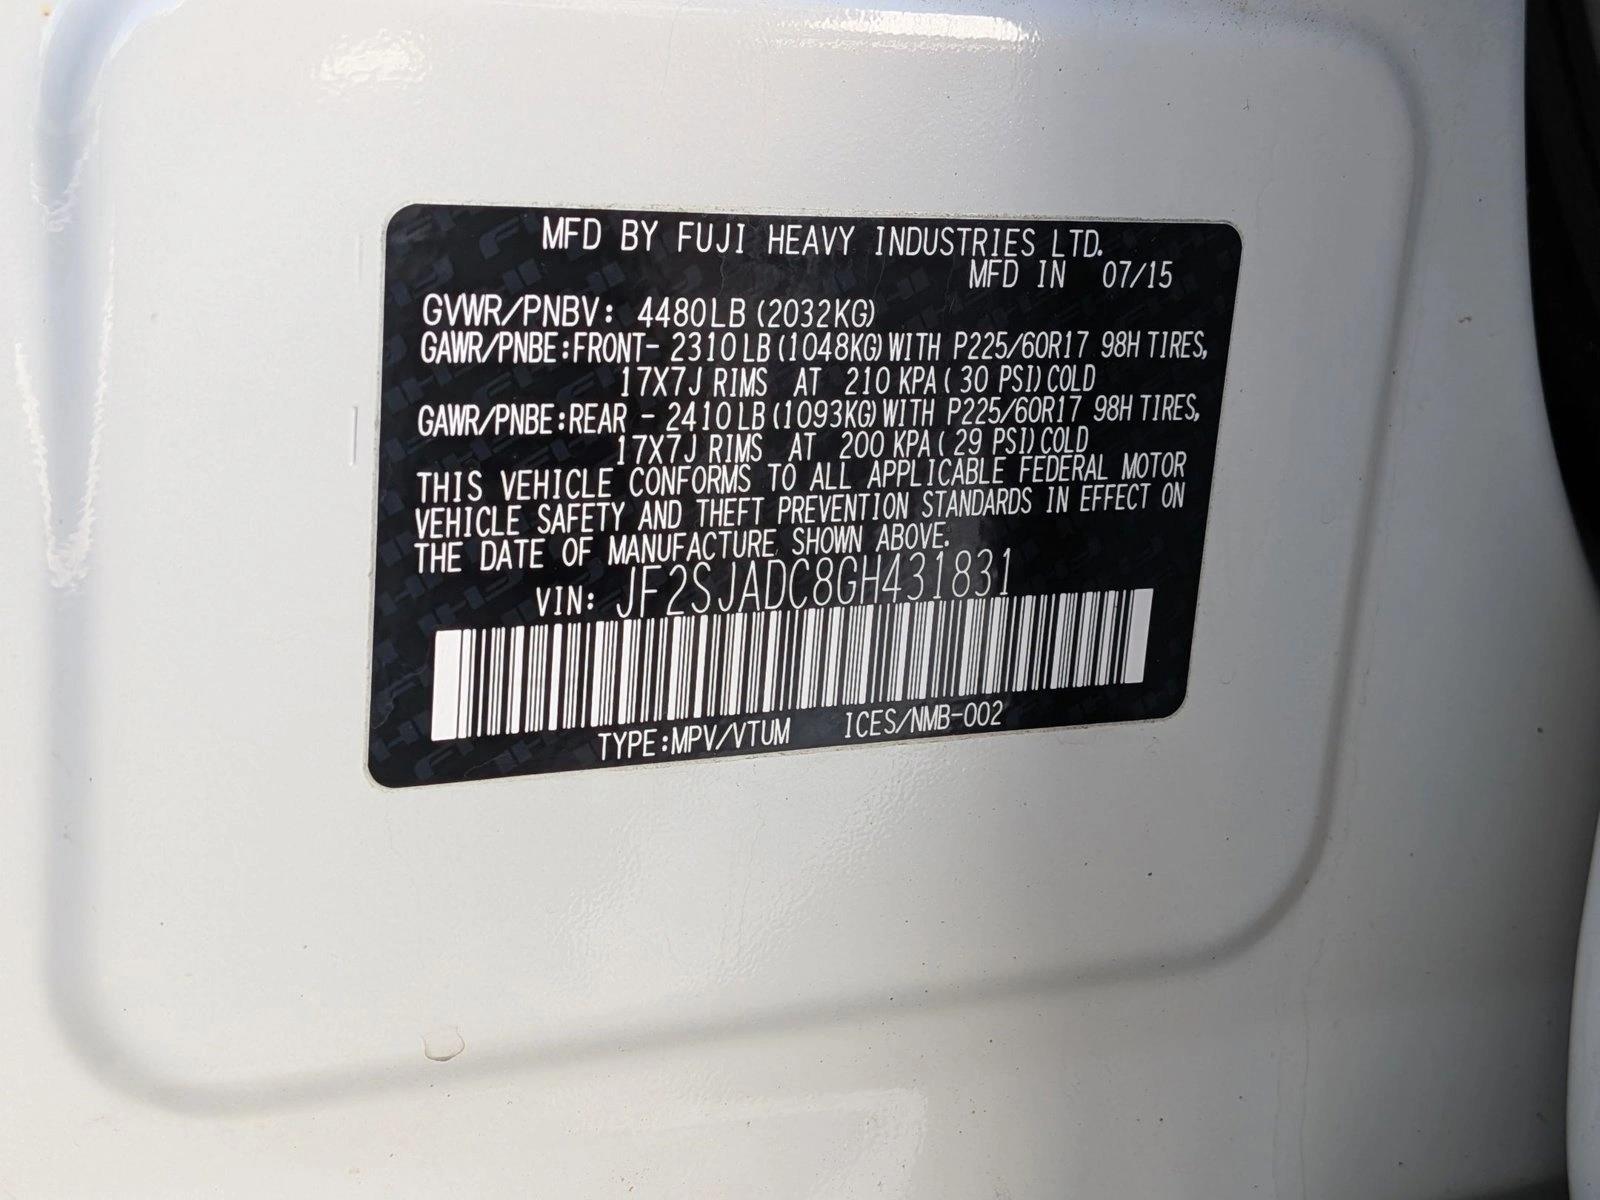 MFD BY FUJI HEAVY INDUSTRIES LTD.
MFD IN 07/15
GVWR/PNBV: 4480LB (2032KG)
GAWR/PNBE:FRONT- 2310LB (1048KG) WITH P225/60R17 98H TIRES,
17X7J RIMS AT 210 KPA ( 30 PSI) COLD
GAWR/PNBE:REAR - 2410LB (1093KG) WITH P225/60R17 98H TIRES,
17X7J RIMS AT 200 KPA ( 29 PSI) COLD
THIS VEHICLE CONFORMS TO ALL APPLICABLE FEDERAL MOTOR
VEHICLE SAFETY AND THEFT PREVENTION STANDARDS IN EFFECT ON
THE DATE OF MANUFACTURE SHOWN ABOVE.
VIN: JF2SJADC8GH431831
TYPE:MPV/VTUM ICES/NMB-002